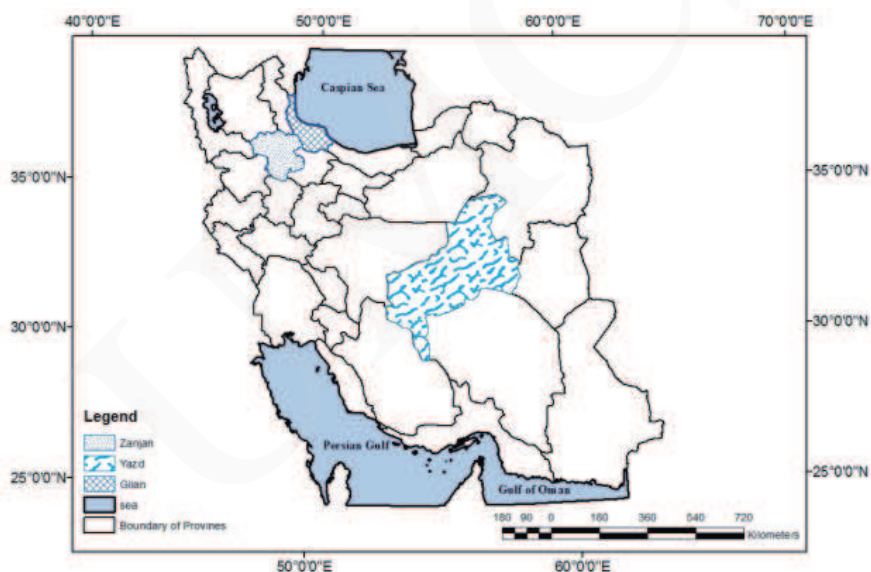 40°0'0"E 50°0'0"E 60°0'0"E 70°0'0"E
Caspian Sea
35°0'0"N 35°0'0"N
30°0'0"N 30°0'0"N
Legend
Zanjan
Persian Gulf
Yazd
25°0'0"N 25°0'0"N
Gilan
Gulf of Oman
sea
180 90 0 180 360 540 720
Boundary of Provines
Kilometers
50°0'0"E 60°0'0"E